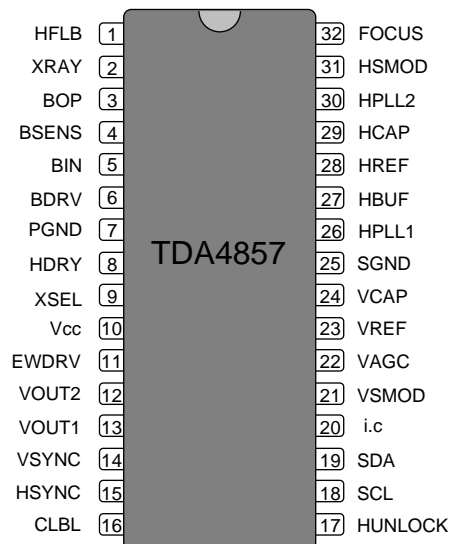 HFLB 1 32 FOCUS
XRAY 2 31 HSMOD
BOP 3 30 HPLL2
BSENS 4 29 HCAP
BIN 5 28 HREF
BDRV 6 27 HBUF
PGND 7 26 HPLL1
TDA4857
HDRY 8 25 SGND
XSEL 9 24 VCAP
Vcc 10 23 VREF
EWDRV 11 22 VAGC
VOUT2 12 21 VSMOD
VOUT1 13 20 i.c
VSYNC 14 19 SDA
HSYNC 15 18 SCL
CLBL 16 17 HUNLOCK